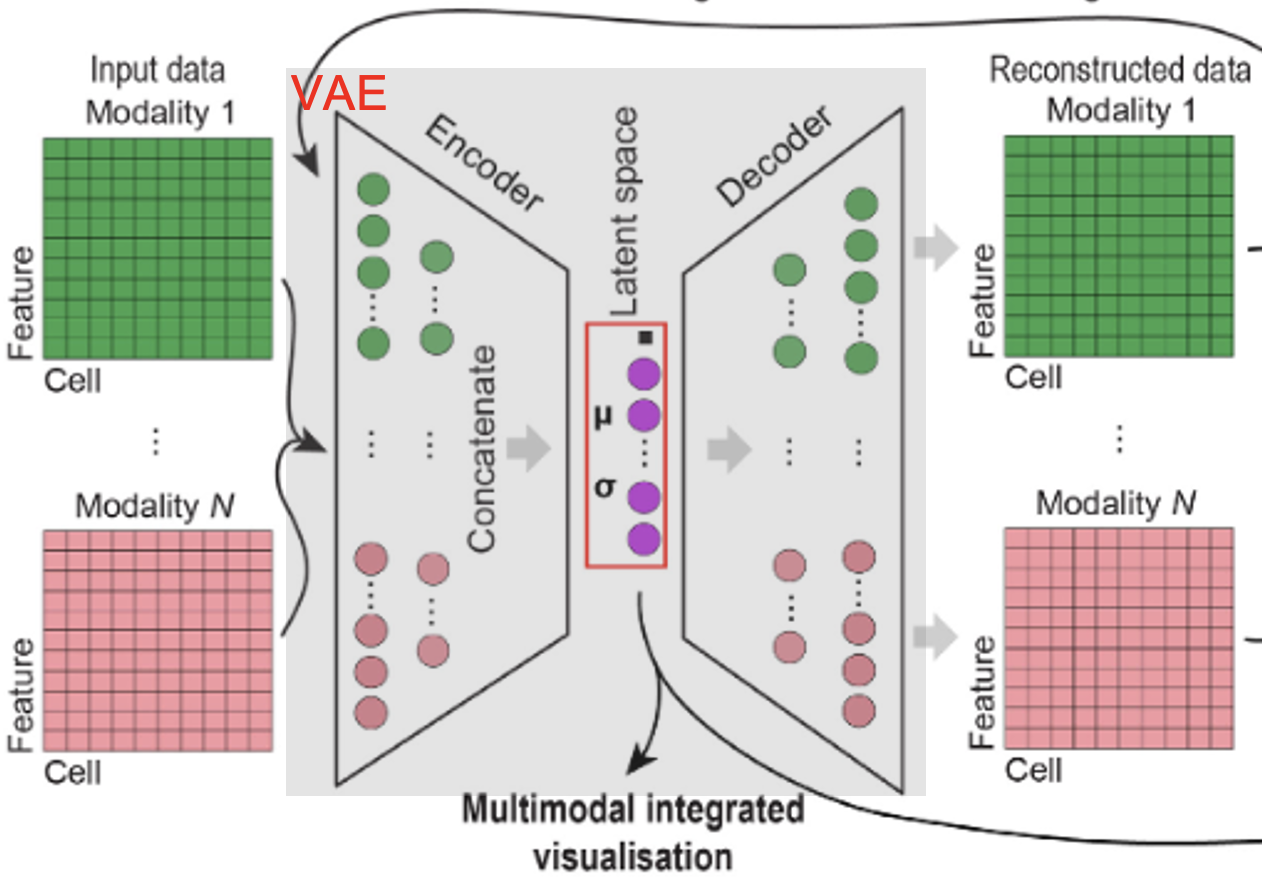 Input data
Modality 1
Feature
Cell
Modality N
Feature
Cell
VAE
Encoder
Concatenate
Latent space
μ
σ
Decoder
Multimodal integrated
visualisation
Reconstructed data
Modality 1
Feature
Cell
Modality N
Feature
Cell